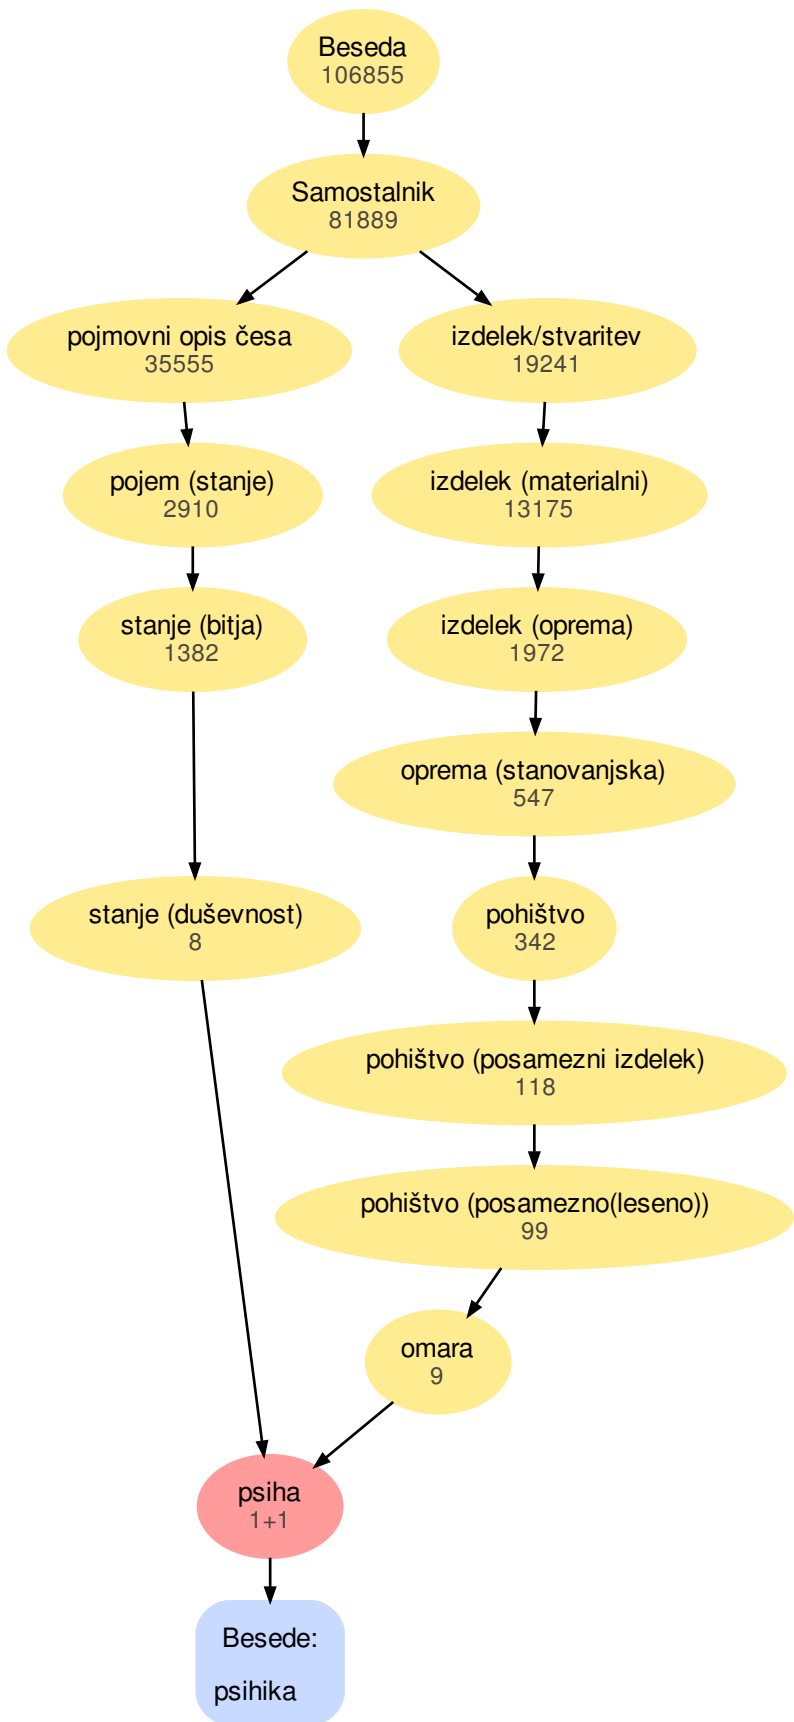 Beseda
106855
Samostalnik
81889
pojmovni opis česa
35555
izdelek/stvaritev
19241
pojem (stanje)
2910
izdelek (materialni)
13175
stanje (bitja)
1382
izdelek (oprema)
1972
oprema (stanovanjska)
547
stanje (duševnost)
8
pohištvo
342
pohištvo (posamezni izdelek)
118
pohištvo (posamezno(leseno))
99
omara
9
psiha
1+1
Besede:
psihika